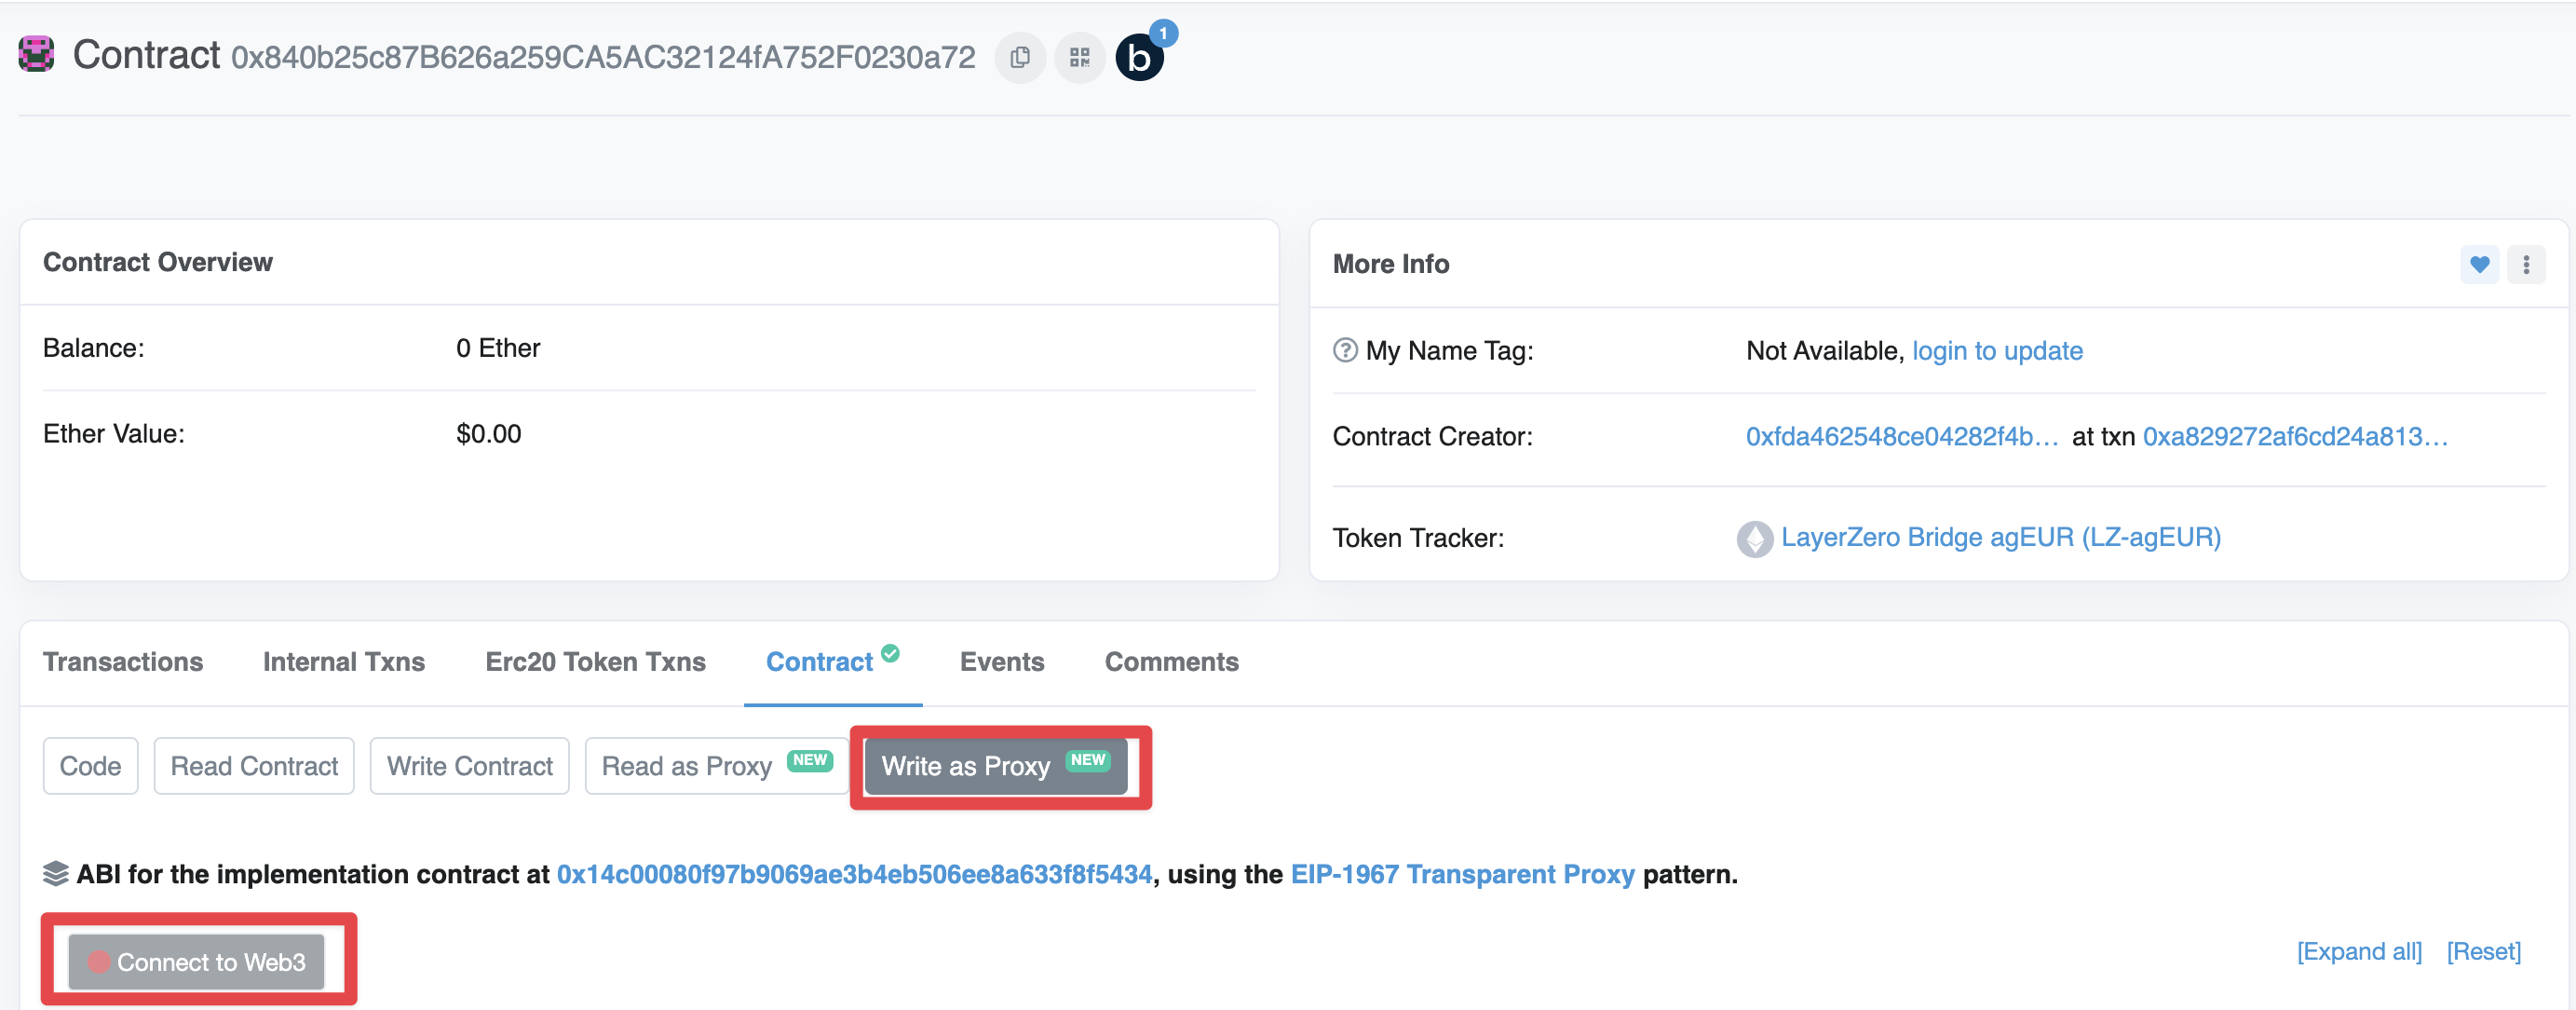 Contract 0x840b25c87B626a259CA5AC32124fA752F0230a72 b 1
Contract Overview
Balance: 0 Ether
Ether Value: $0.00
More Info
My Name Tag: Not Available, login to update
Contract Creator: 0xfda462548ce04282f4b... at txn 0xa829272af6cd24a813...
Token Tracker: LayerZero Bridge agEUR (LZ-agEUR)
Transactions Internal Txns Erc20 Token Txns Contract Events Comments
Code Read Contract Write Contract Read as Proxy NEW Write as Proxy NEW
ABI for the implementation contract at 0x14c00080f97b9069ae3b4eb506ee8a633f8f5434, using the EIP-1967 Transparent Proxy pattern.
Connect to Web3 [Expand all] [Reset]